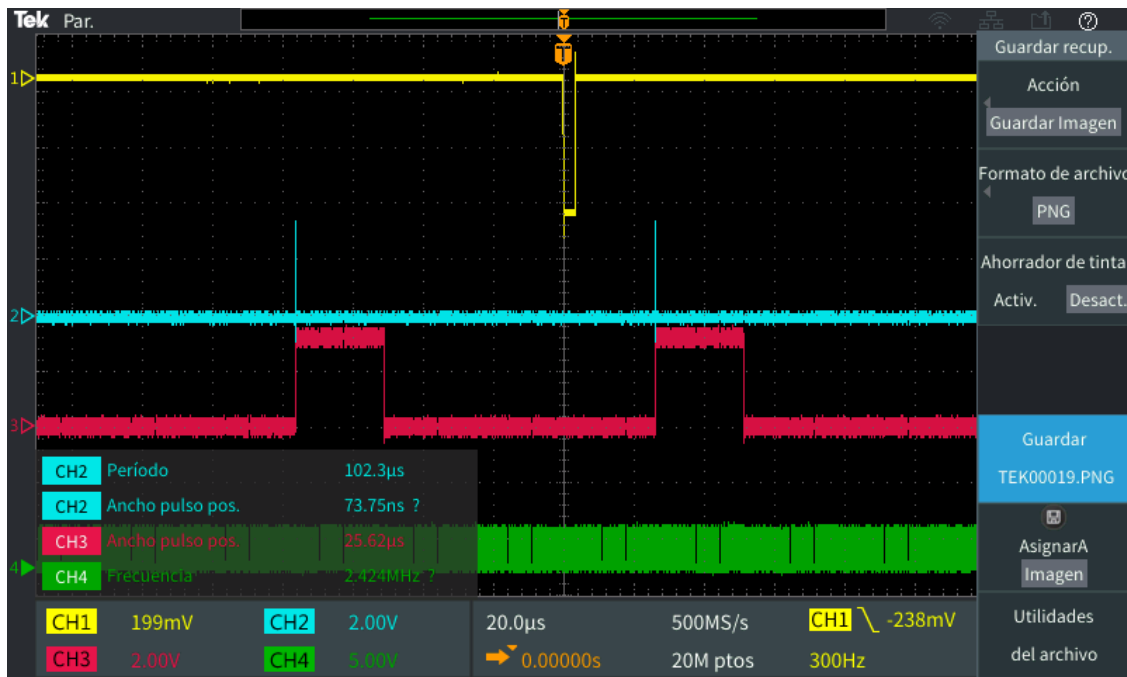 Tek Par.
T
T
1
2
3
4
CH2 Período 102.3µs
CH2 Ancho pulso pos. 73.75ns ?
CH3 Ancho pulso pos. 25.62µs
CH4 Frecuencia 2.424MHz ?
CH1 199mV CH2 2.00V
CH3 2.00V CH4 5.00V
20.0µs 500MS/s CH1 -238mV
0.00000s 20M ptos 300Hz
?
Guardar recup.
Acción
Guardar Imagen
Formato de archivo
PNG
Ahorrador de tinta
Activ. Desact.
Guardar
TEK00019.PNG
AsignarA
Imagen
Utilidades
del archivo